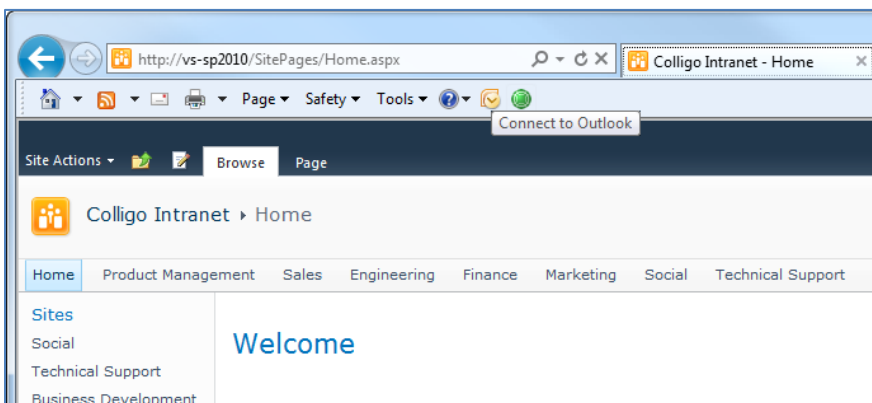 http://vs-sp2010/SitePages/Home.aspx
Colligo Intranet - Home
Page Safety Tools
Connect to Outlook
Site Actions Browse Page
Colligo Intranet Home
Home Product Management Sales Engineering Finance Marketing Social Technical Support
Sites
Social
Welcome
Technical Support
Business Development